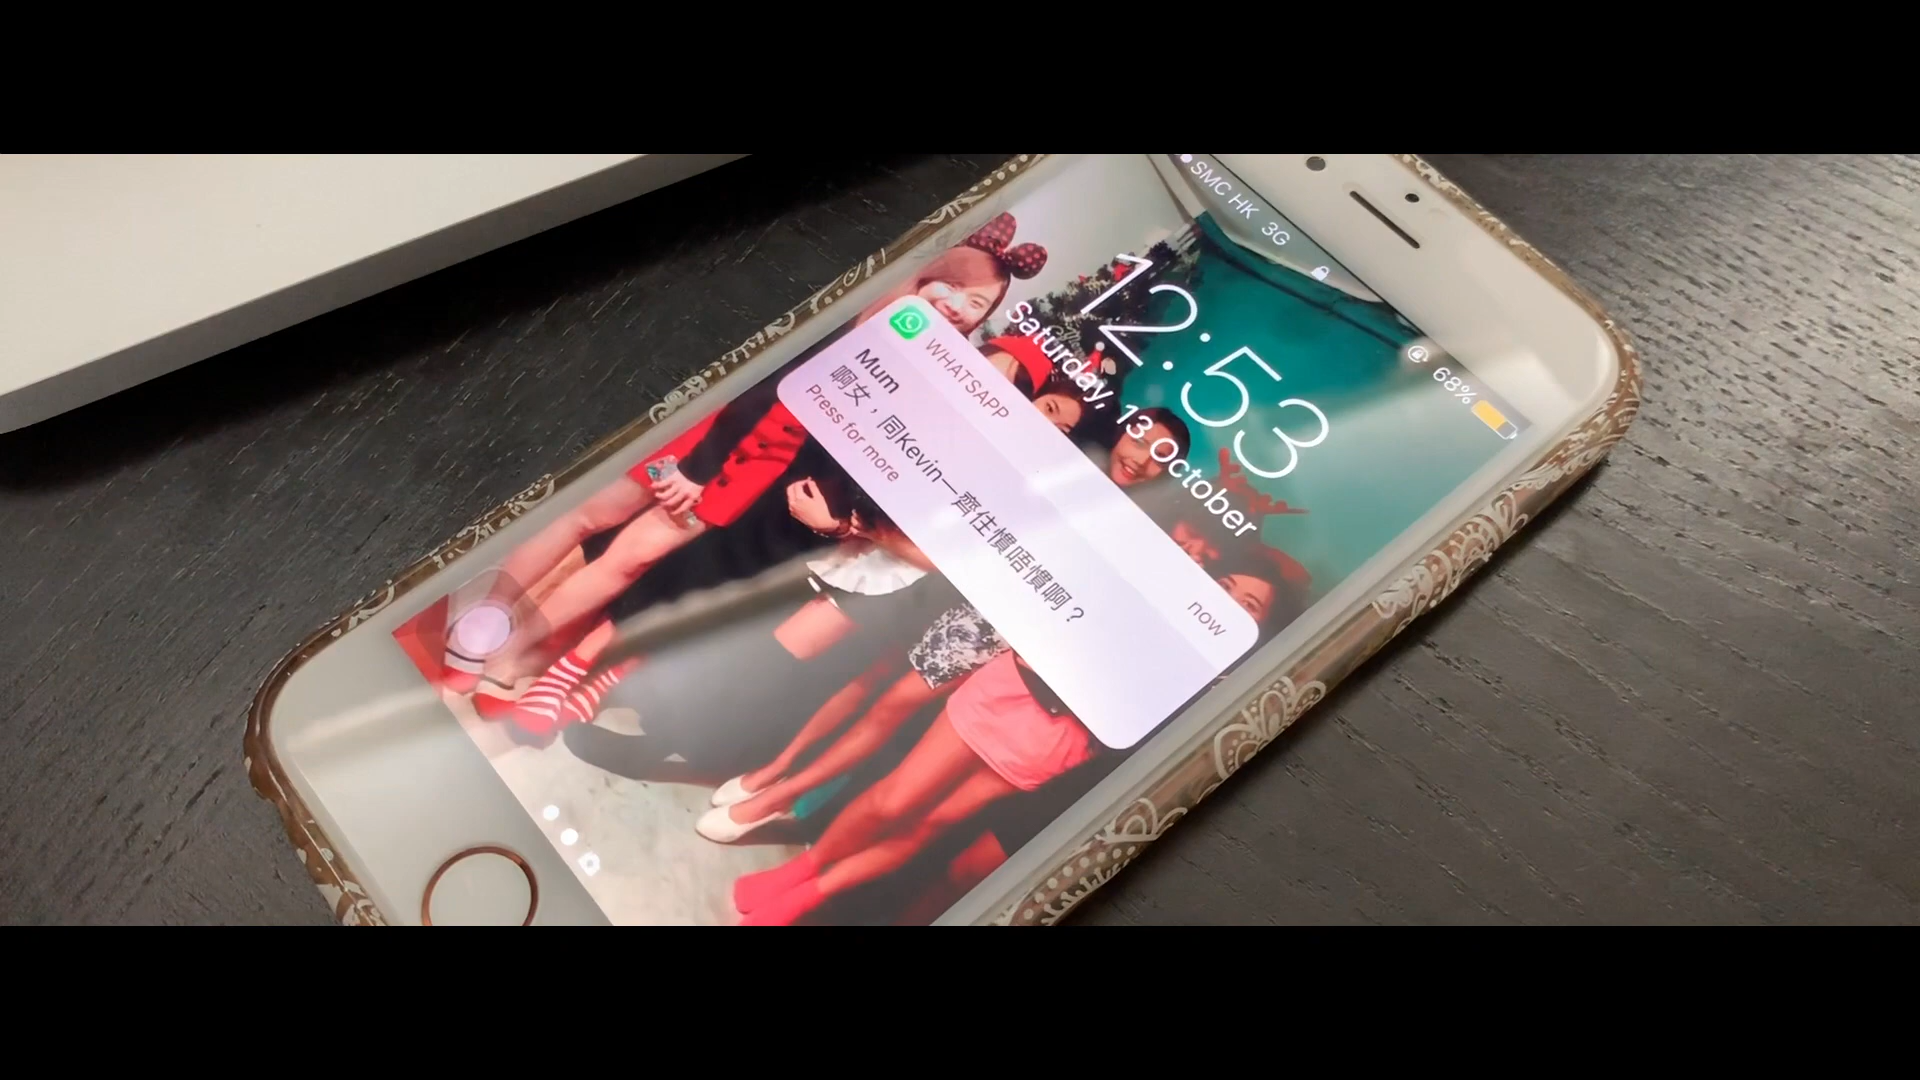 SMC HK 3G
68%
12:53
Saturday, 13 October
WHATSAPP
now
Mum
啊女，同Kevin一齊住慣唔慣啊？
Press for more